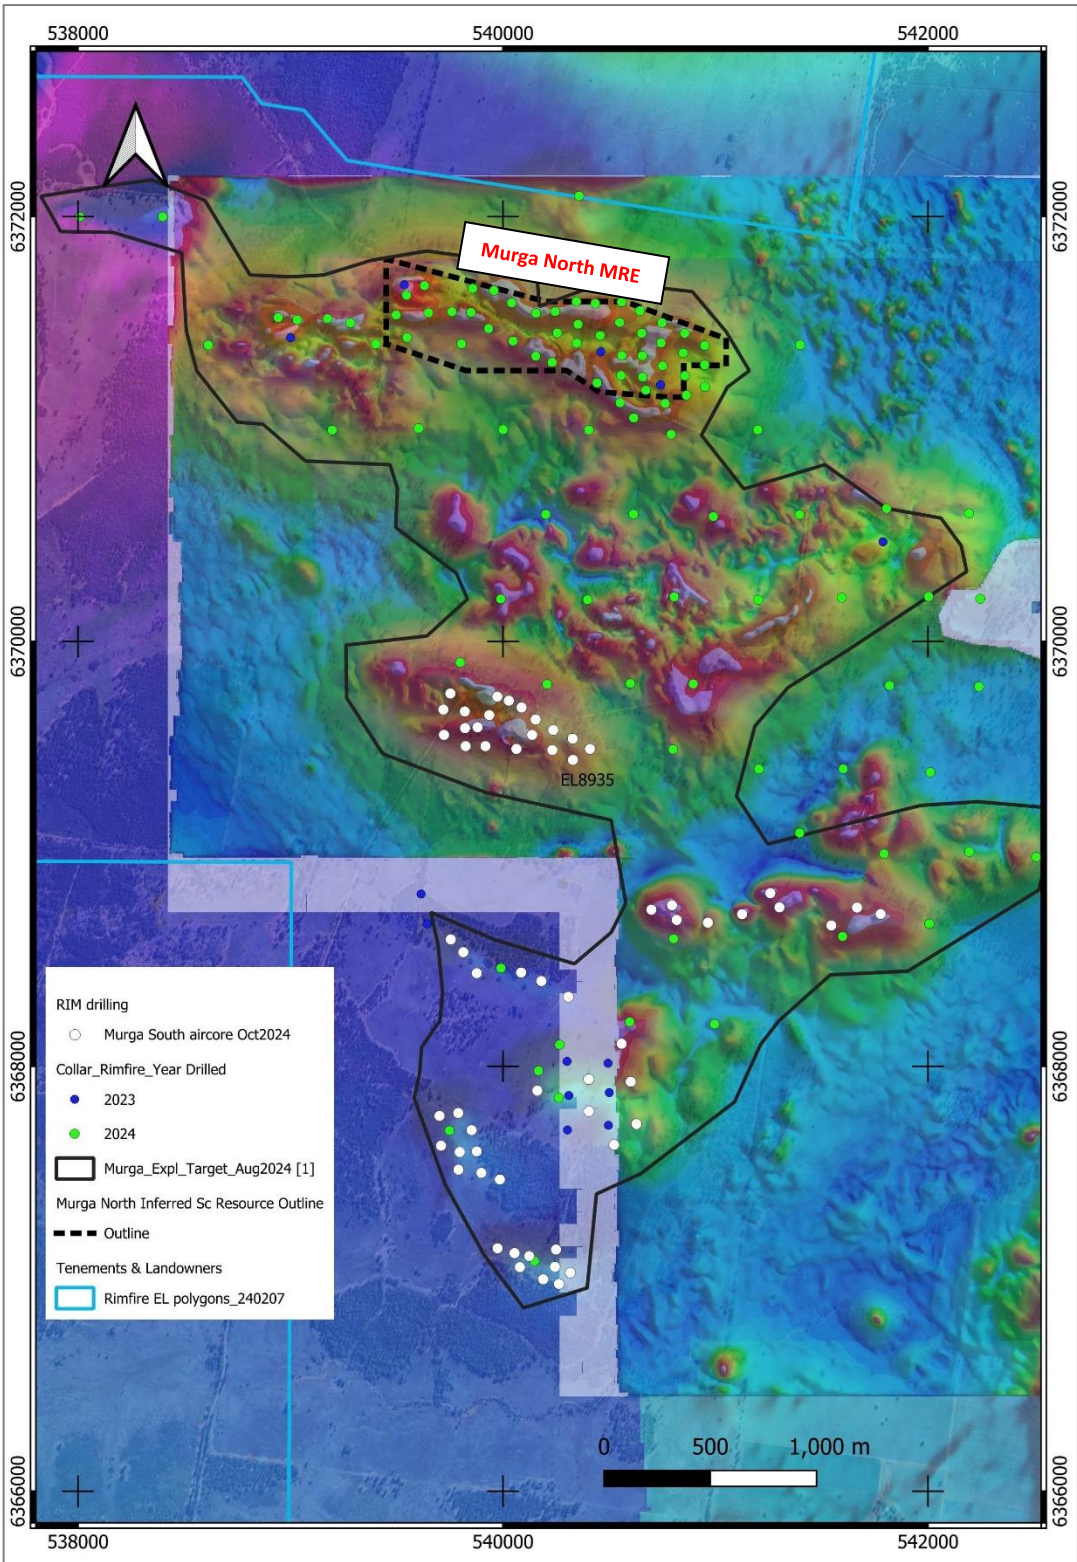 538000 540000 542000
6372000 6372000
Murga North MRE
6370000 6370000
EL8935
RIM drilling
Murga South aircore Oct2024
Collar_Rimfire_Year Drilled
2023
2024
Murga_Expl_Target_Aug2024 [1]
Murga North Inferred Sc Resource Outline
Outline
Tenements & Landowners
Rimfire EL polygons_240207
6368000 6368000
0 500 1,000 m
6366000 6366000
538000 540000 542000